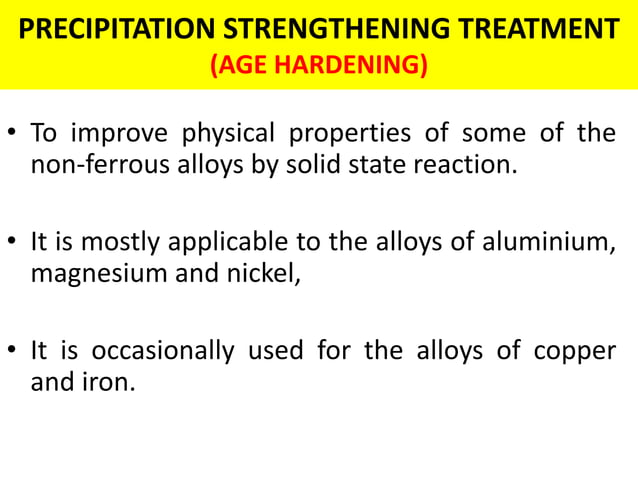 PRECIPITATION STRENGTHENING TREATMENT
(AGE HARDENING)
• To improve physical properties of some of the
non-ferrous alloys by solid state reaction.
• It is mostly applicable to the alloys of aluminium,
magnesium and nickel,
• It is occasionally used for the alloys of copper
and iron.